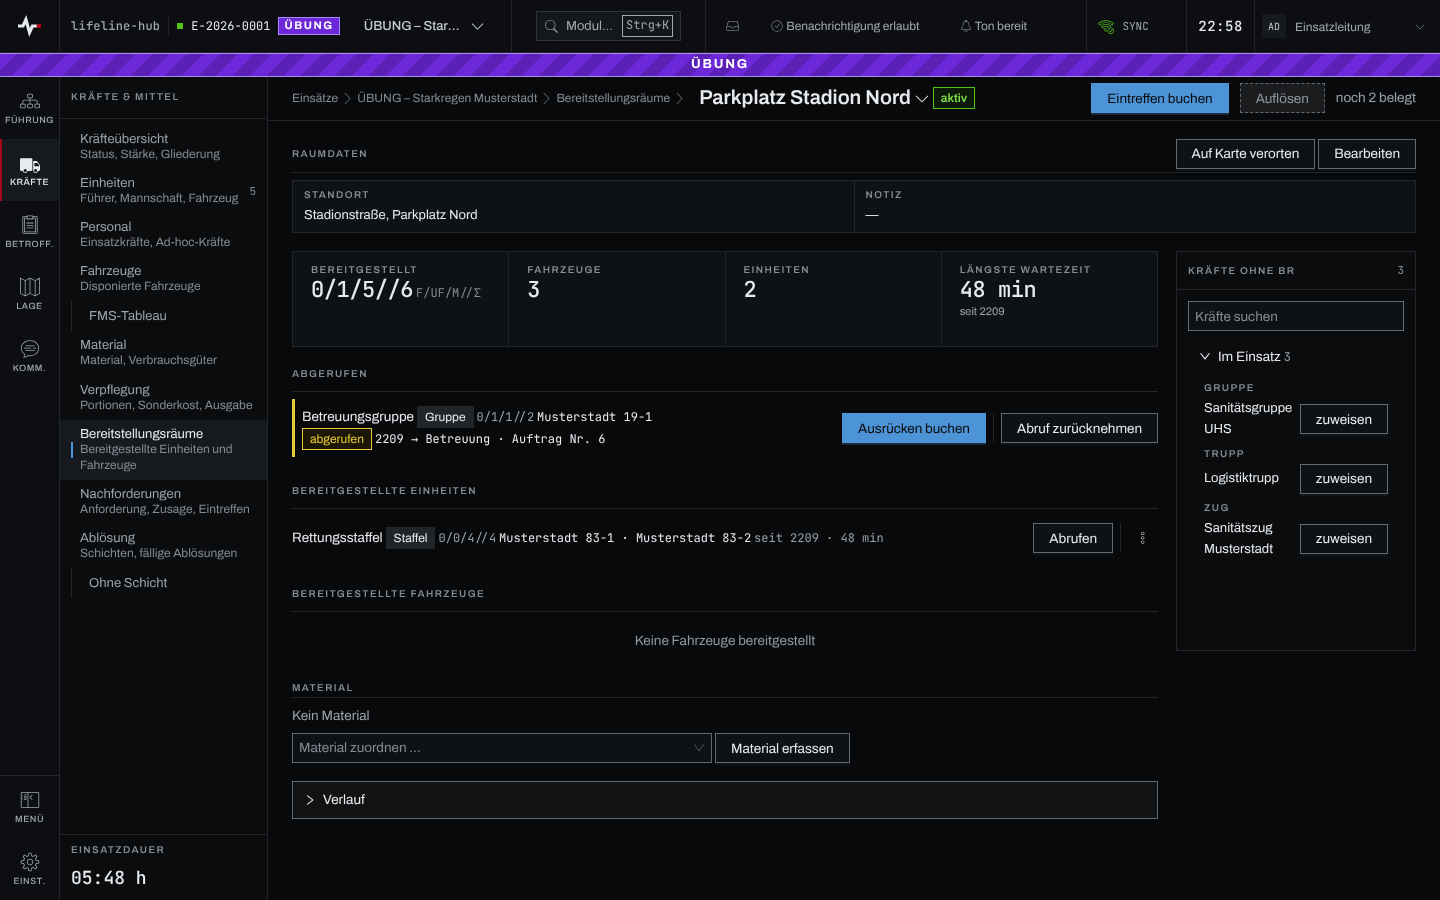 lifeline-hub E-2026-0001 ÜBUNG ÜBUNG – Star... Modul... Strg+K Benachrichtigung erlaubt Ton bereit SYNC 22:58 AD Einsatzleitung
ÜBUNG
FÜHRUNG
KRÄFTE
BETROFF.
LAGE
KOMM.
MENÜ
EINST.
KRÄFTE & MITTEL
Kräfteübersicht
Status, Stärke, Gliederung
Einheiten
Führer, Mannschaft, Fahrzeug 5
Personal
Einsatzkräfte, Ad-hoc-Kräfte
Fahrzeuge
Disponierte Fahrzeuge
FMS-Tableau
Material
Material, Verbrauchsgüter
Verpflegung
Portionen, Sonderkost, Ausgabe
Bereitstellungsräume
Bereitgestellte Einheiten und
Fahrzeuge
Nachforderungen
Anforderung, Zusage, Eintreffen
Ablösung
Schichten, fällige Ablösungen
Ohne Schicht
EINSATZDAUER
05:48 h
Einsätze ÜBUNG – Starkregen Musterstadt Bereitstellungsräume Parkplatz Stadion Nord aktiv Eintreffen buchen Auflösen noch 2 belegt
RAUMDATEN Auf Karte verorten Bearbeiten
STANDORT
Stadionstraße, Parkplatz Nord
NOTIZ
—
BEREITGESTELLT
0/1/5//6 F/UF/M//Σ
FAHRZEUGE
3
EINHEITEN
2
LÄNGSTE WARTEZEIT
48 min
seit 2209
ABGERUFEN
Betreuungsgruppe Gruppe 0/1/1//2 Musterstadt 19-1
abgerufen 2209 → Betreuung · Auftrag Nr. 6
Ausrücken buchen Abruf zurücknehmen
BEREITGESTELLTE EINHEITEN
Rettungsstaffel Staffel 0/0/4//4 Musterstadt 83-1 · Musterstadt 83-2 seit 2209 · 48 min Abrufen
BEREITGESTELLTE FAHRZEUGE
Keine Fahrzeuge bereitgestellt
MATERIAL
Kein Material
Material zuordnen ... Material erfassen
Verlauf
KRÄFTE OHNE BR 3
Kräfte suchen
Im Einsatz 3
GRUPPE
Sanitätsgruppe
UHS
zuweisen
TRUPP
Logistiktrupp zuweisen
ZUG
Sanitätszug
Musterstadt
zuweisen